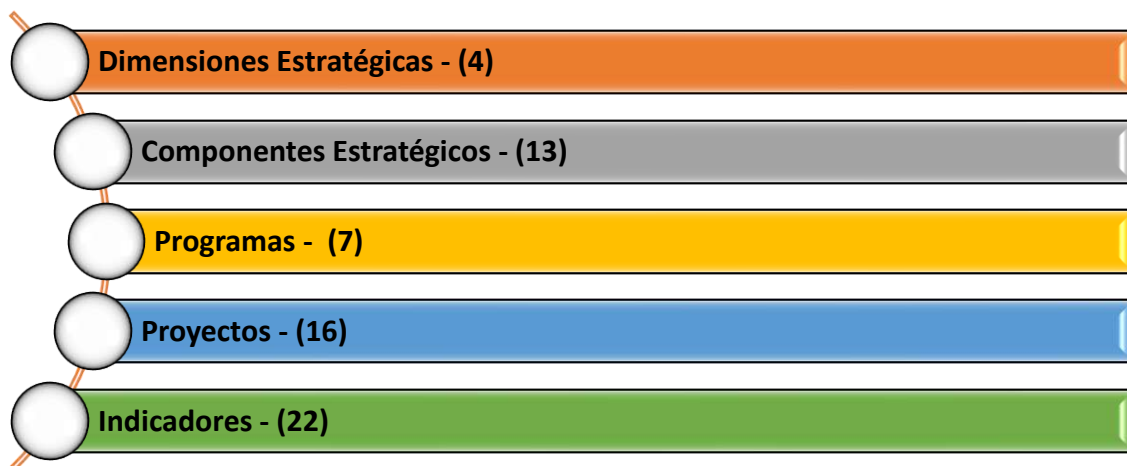 Dimensiones Estratégicas - (4)
Componentes Estratégicos - (13)
Programas - (7)
Proyectos - (16)
Indicadores - (22)